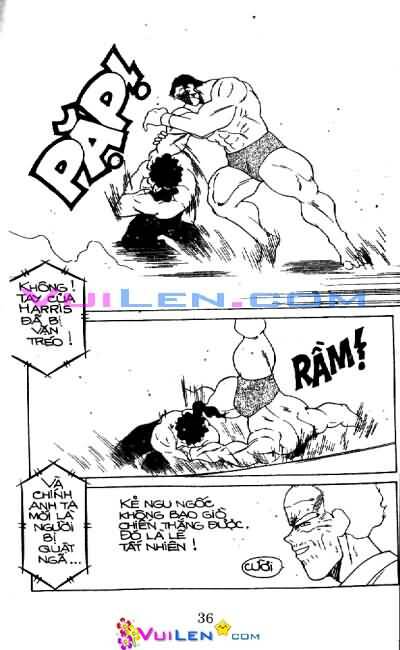 PẶP!
KHÔNG!
TAY CỦA
HARRIS
ĐÃ BỊ
VẶN
TRÉO!
VUILEN.COM
RẦM!
VÀ
CHÍNH
ANH TA
MỚI LÀ
NGƯỜI
BỊ
QUẬT
NGÃ...
KẺ NGU NGỐC
KHÔNG BAO GIỜ
CHIẾN THẮNG ĐƯỢC.
ĐÓ LÀ LẼ
TẤT NHIÊN!
CƯỜI
36
VUILEN.COM